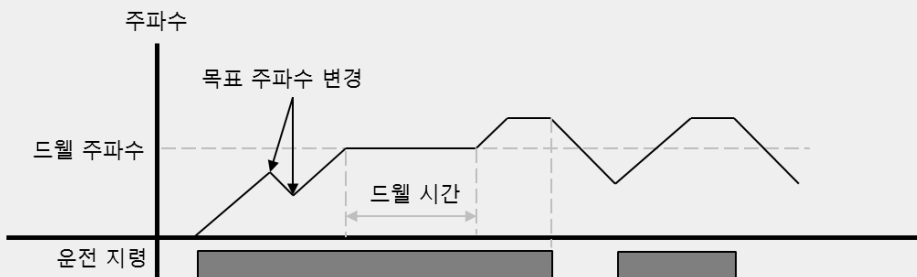 주파수
목표 주파수 변경
드웰 주파수
드웰 시간
운전 지령